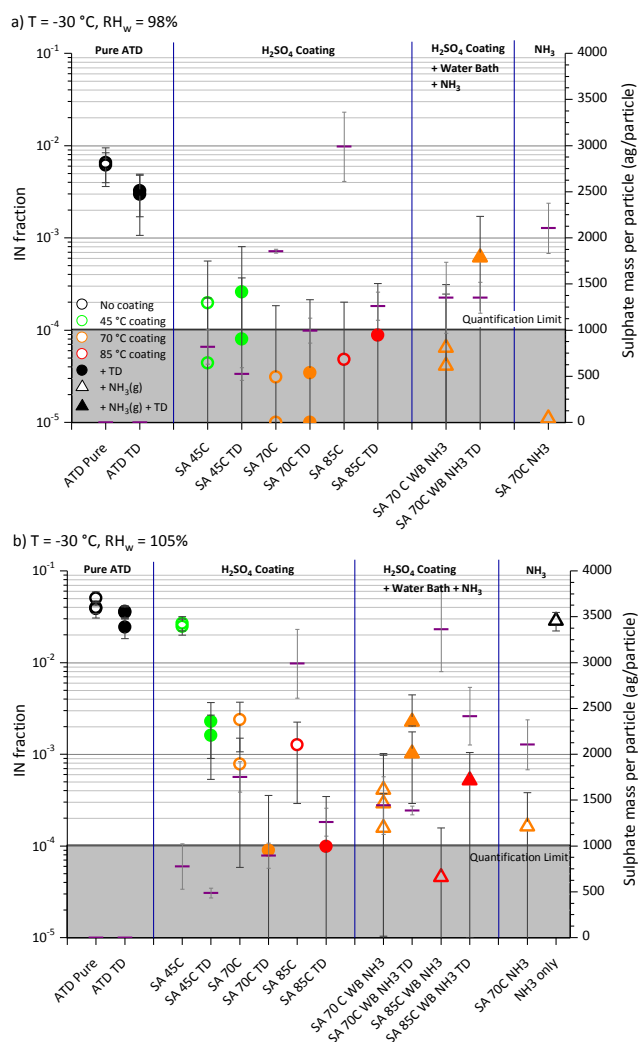 a) T = -30 °C, RHw = 98%
Pure ATD
H₂SO₄ Coating
H₂SO₄ Coating
+ Water Bath
+ NH₃
NH₃
10⁻¹
10⁻²
10⁻³
10⁻⁴
10⁻⁵
IN fraction
4000
3500
3000
2500
2000
1500
1000
500
0
Sulphate mass per particle (ag/particle)
No coating
45 °C coating
70 °C coating
85 °C coating
+ TD
+ NH₃(g)
+ NH₃(g) + TD
Quantification Limit
ATD Pure
ATD TD
SA 45C
SA 45C TD
SA 70C
SA 70C TD
SA 85C
SA 85C TD
SA 70 C WB NH3
SA 70C WB NH3 TD
SA 70C NH3
b) T = -30 °C, RHw = 105%
Pure ATD
H₂SO₄ Coating
H₂SO₄ Coating
+ Water Bath + NH₃
NH₃
10⁻¹
10⁻²
10⁻³
10⁻⁴
10⁻⁵
IN fraction
4000
3500
3000
2500
2000
1500
1000
500
0
Sulphate mass per particle (ag/particle)
Quantification Limit
ATD Pure
ATD TD
SA 45C
SA 45C TD
SA 70C
SA 70C TD
SA 85C
SA 85C TD
SA 70 C WB NH3
SA 70C WB NH3 TD
SA 85C WB NH3
SA 85C WB NH3 TD
SA 70C NH3
NH3 only